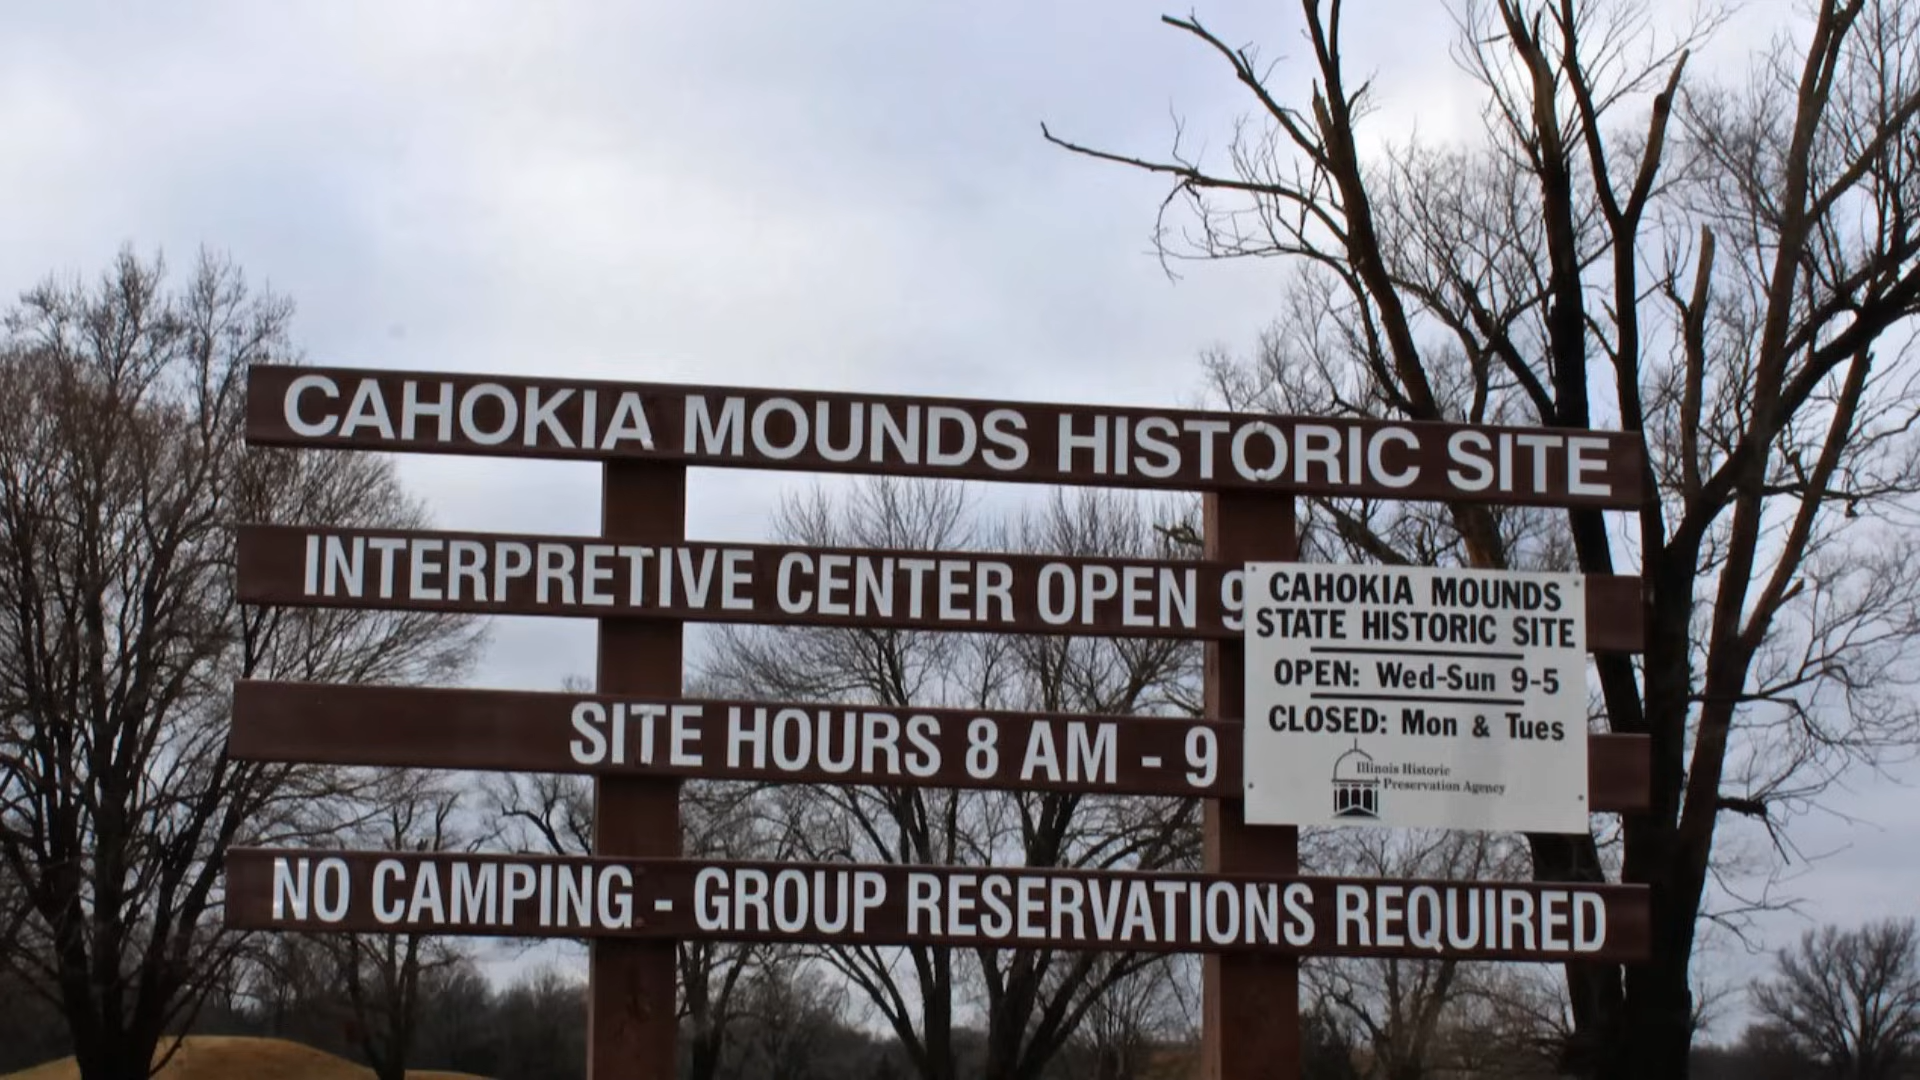 CAHOKIA MOUNDS HISTORIC SITE
INTERPRETIVE CENTER OPEN 9
SITE HOURS 8 AM - 9
NO CAMPING - GROUP RESERVATIONS REQUIRED
CAHOKIA MOUNDS
STATE HISTORIC SITE
OPEN: Wed-Sun 9-5
CLOSED: Mon & Tues
Illinois Historic
Preservation Agency